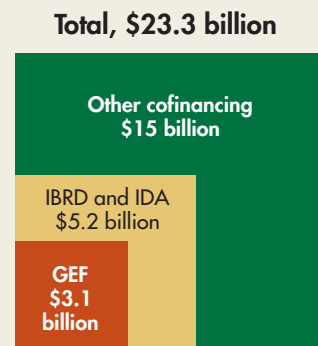 Total, $23.3 billion
Other cofinancing
$15 billion
IBRD and IDA
$5.2 billion
GEF
$3.1
billion